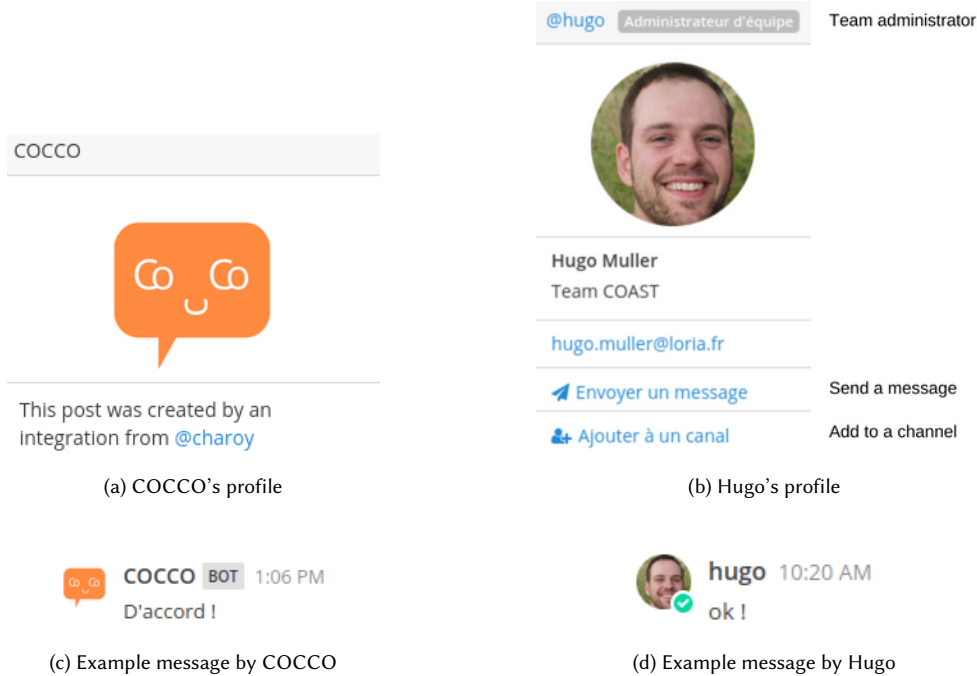 COCCO
Co Co
This post was created by an
integration from @charoy
(a) COCCO's profile
@hugo Administrateur d'équipe Team administrator
Hugo Muller
Team COAST
hugo.muller@loria.fr
Envoyer un message Send a message
Ajouter à un canal Add to a channel
(b) Hugo's profile
COCCO BOT 1:06 PM
D'accord !
(c) Example message by COCCO
hugo 10:20 AM
ok !
(d) Example message by Hugo